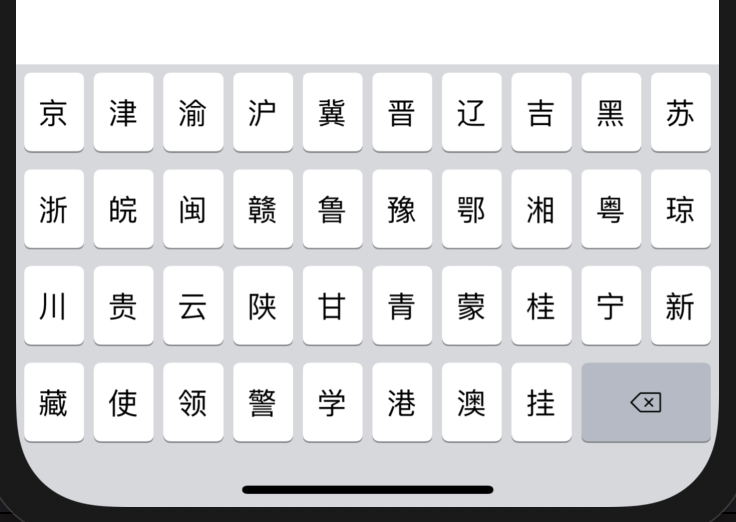 京 津 渝 沪 冀 晋 辽 吉 黑 苏
浙 皖 闽 赣 鲁 豫 鄂 湘 粤 琼
川 贵 云 陕 甘 青 蒙 桂 宁 新
藏 使 领 警 学 港 澳 挂